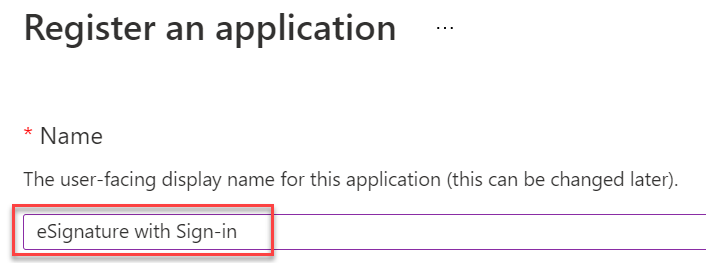 Register an application ...
* Name
The user-facing display name for this application (this can be changed later).
eSignature with Sign-in